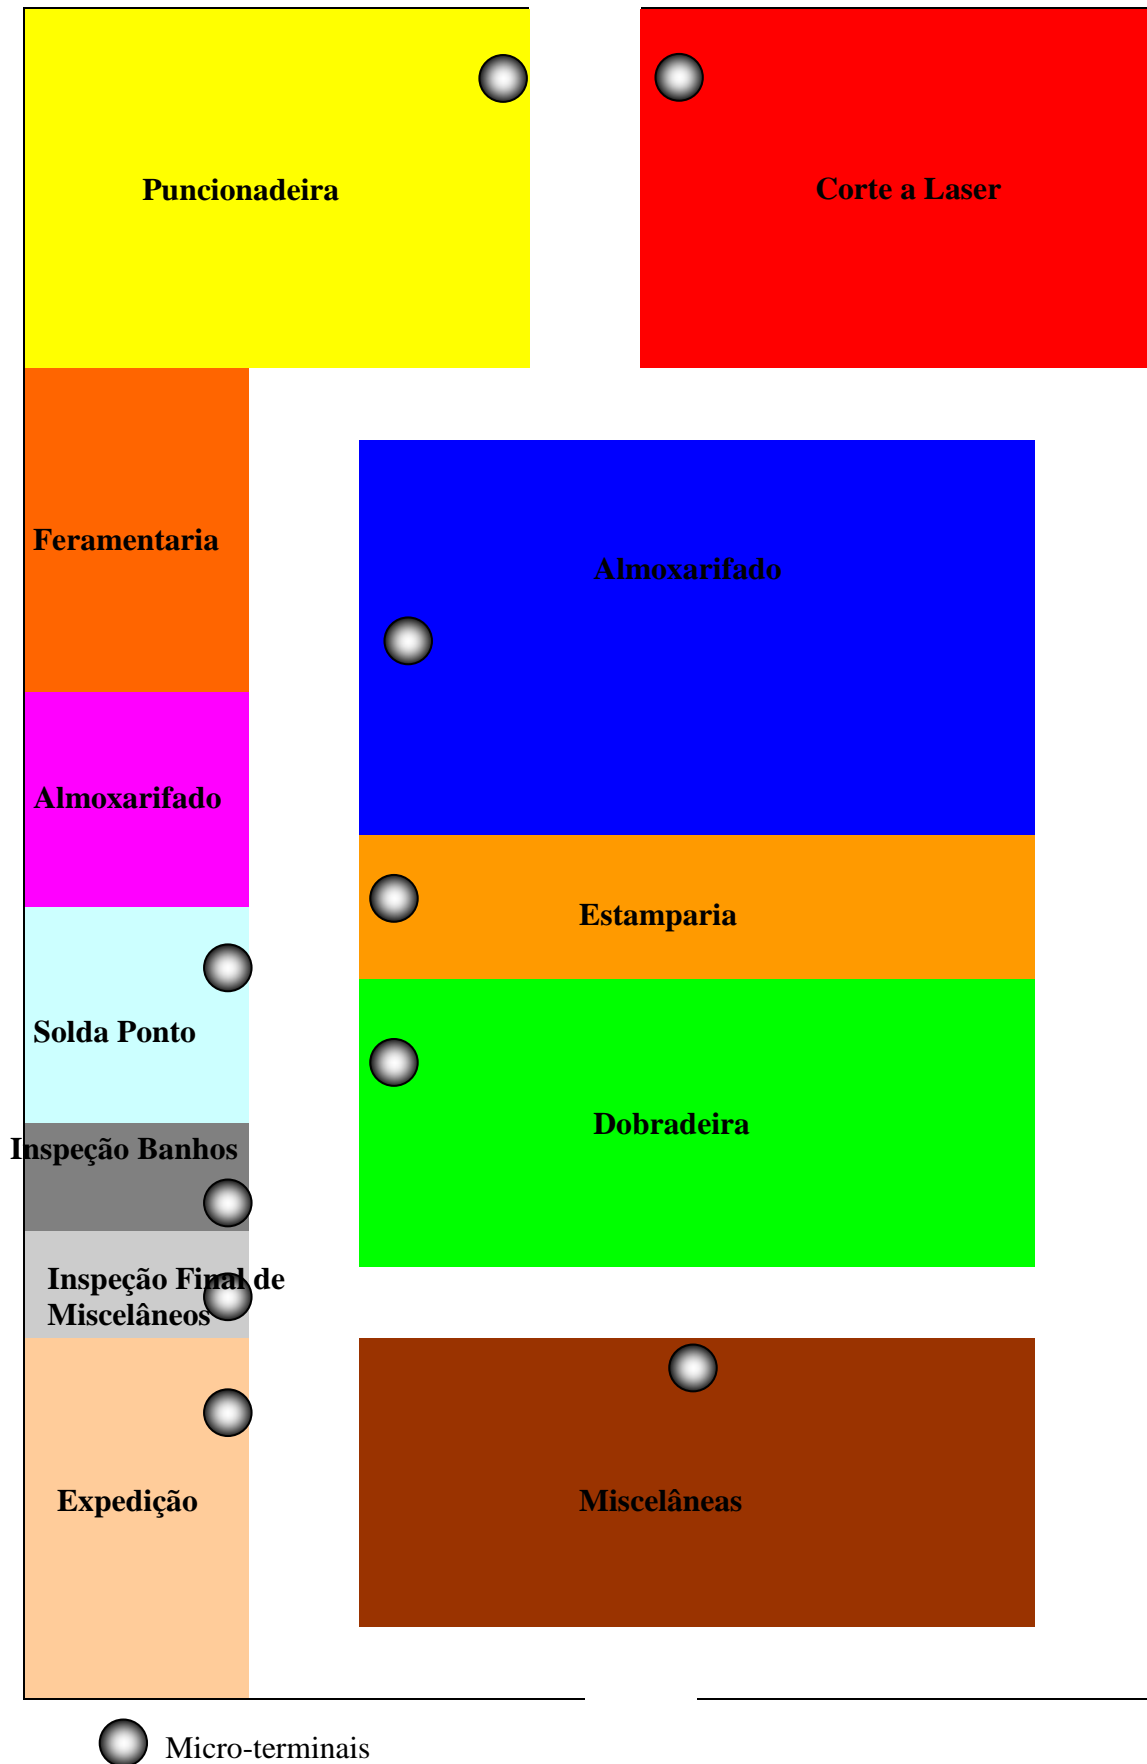 Puncionadeira
Corte a Laser
Feramentaria
Almoxarifado
Almoxarifado
Estamparia
Solda Ponto
Dobradeira
Inspeção Banhos
Inspeção Final de
Miscelâneos
Expedição
Miscelâneas
Micro-terminais